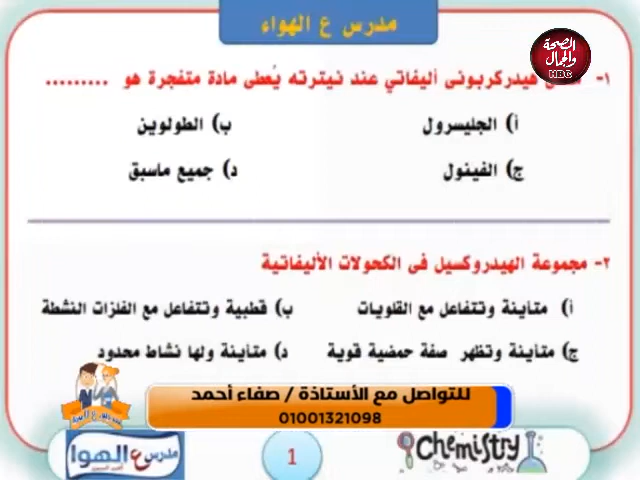 مدرس ع الهواء
الصحة
والجمال
HBC
١- هيدركربونى أليفاتي عند نيترته يُعطى مادة متفجرة هو .........
أ) الجليسرول
ب) الطولوين
ج) الفينول
د) جميع ماسبق
٢- مجموعة الهيدروكسيل فى الكحولات الأليفاتية
أ) متأينة وتتفاعل مع القلويات
ب) قطبية وتتفاعل مع الفلزات النشطة
ج) متأينة وتظهر صفة حمضية قوية
د) متأينة ولها نشاط محدود
للتواصل مع الأستاذة / صفاء أحمد
01001321098
مدرس ع الهوا
1
Chemistry